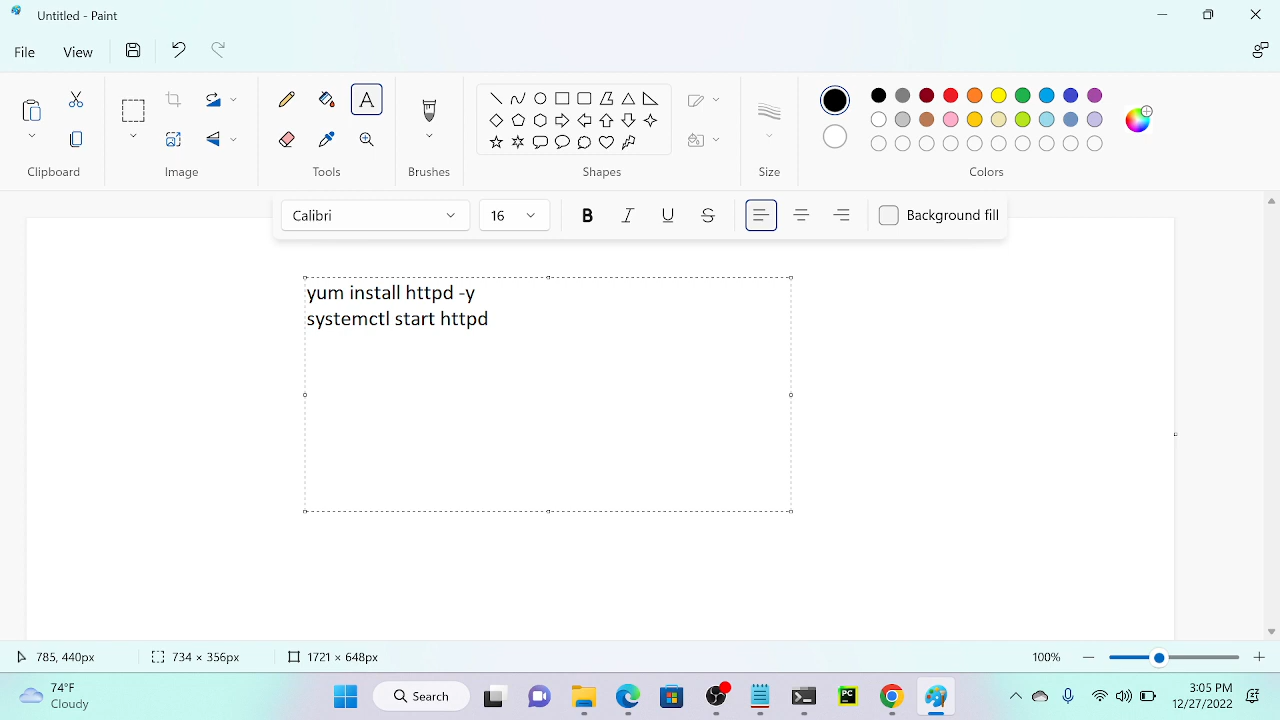 Untitled - Paint
File
View
Clipboard
Image
Tools
Brushes
Shapes
Size
Colors
Calibri
16
B
I
U
S
Background fill
yum install httpd -y
systemctl start httpd
785, 440px
734 × 356px
1721 × 648px
100%
74°F
Cloudy
Search
PC
3:05 PM
12/27/2022